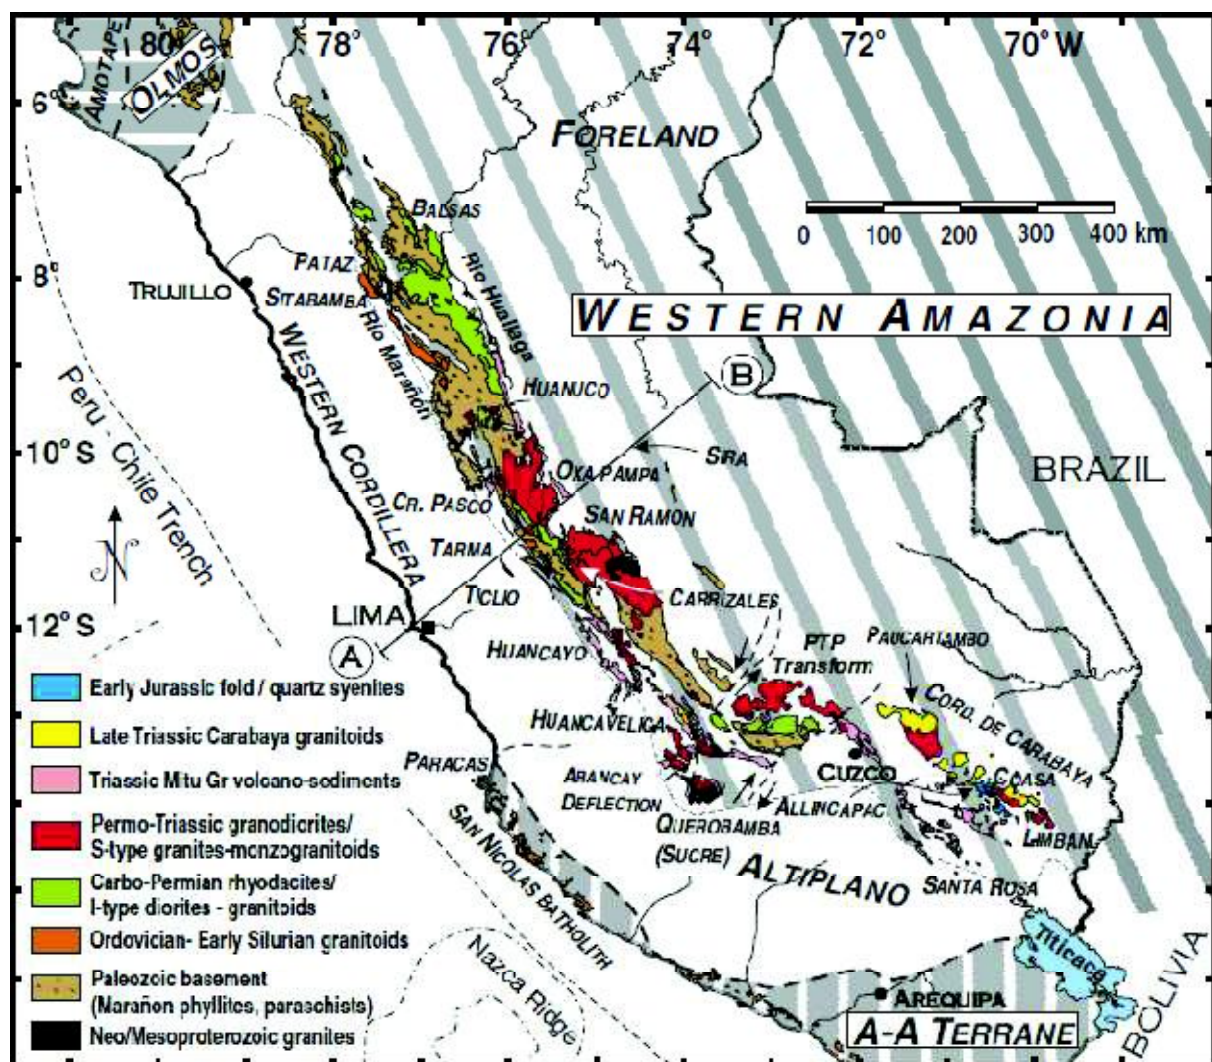 80°
78°
76°
74°
72°
70°W
AMOTAPE
OLMOS
6°
FORELAND
BALSAS
0 100 200 300 400 km
PATAZ
Río Huallaga
8°
TRUJILLO
SITABAMBA
WESTERN AMAZONIA
Río Marañón
B
WESTERN CORDILLERA
HUANUCO
Peru - Chile Trench
10°S
OXAPAMPA
SIRA
BRAZIL
CR. PASCO
SAN RAMON
N
TARMA
TICLIO
CARRIZALES
12°S
LIMA
A
HUANCAYO
PTP
Transform
PAUCARTAMBO
CORD. DE CARABAYA
HUANCAVELICA
PARACAS
CUZCO
COASA
ABANCAY
DEFLECTION
ALLINCAPAC
QUEROBAMBA
(SUCRE)
LIMBANI
ALTIPLANO
SANTA ROSA
SAN NICOLAS BATHOLITH
Nazca Ridge
Titicaca
BOLIVIA
AREQUIPA
A-A TERRANE
Early Jurassic fold / quartz syenites
Late Triassic Carabaya granitoids
Triassic Mitu Gr volcano-sediments
Permo-Triassic granodiorites/
S-type granites-monzogranitoids
Carbo-Permian rhyodacites/
I-type diorites - granitoids
Ordovician- Early Silurian granitoids
Paleozoic basement
(Marañon phyllites, paraschists)
Neo/Mesoproterozoic granites